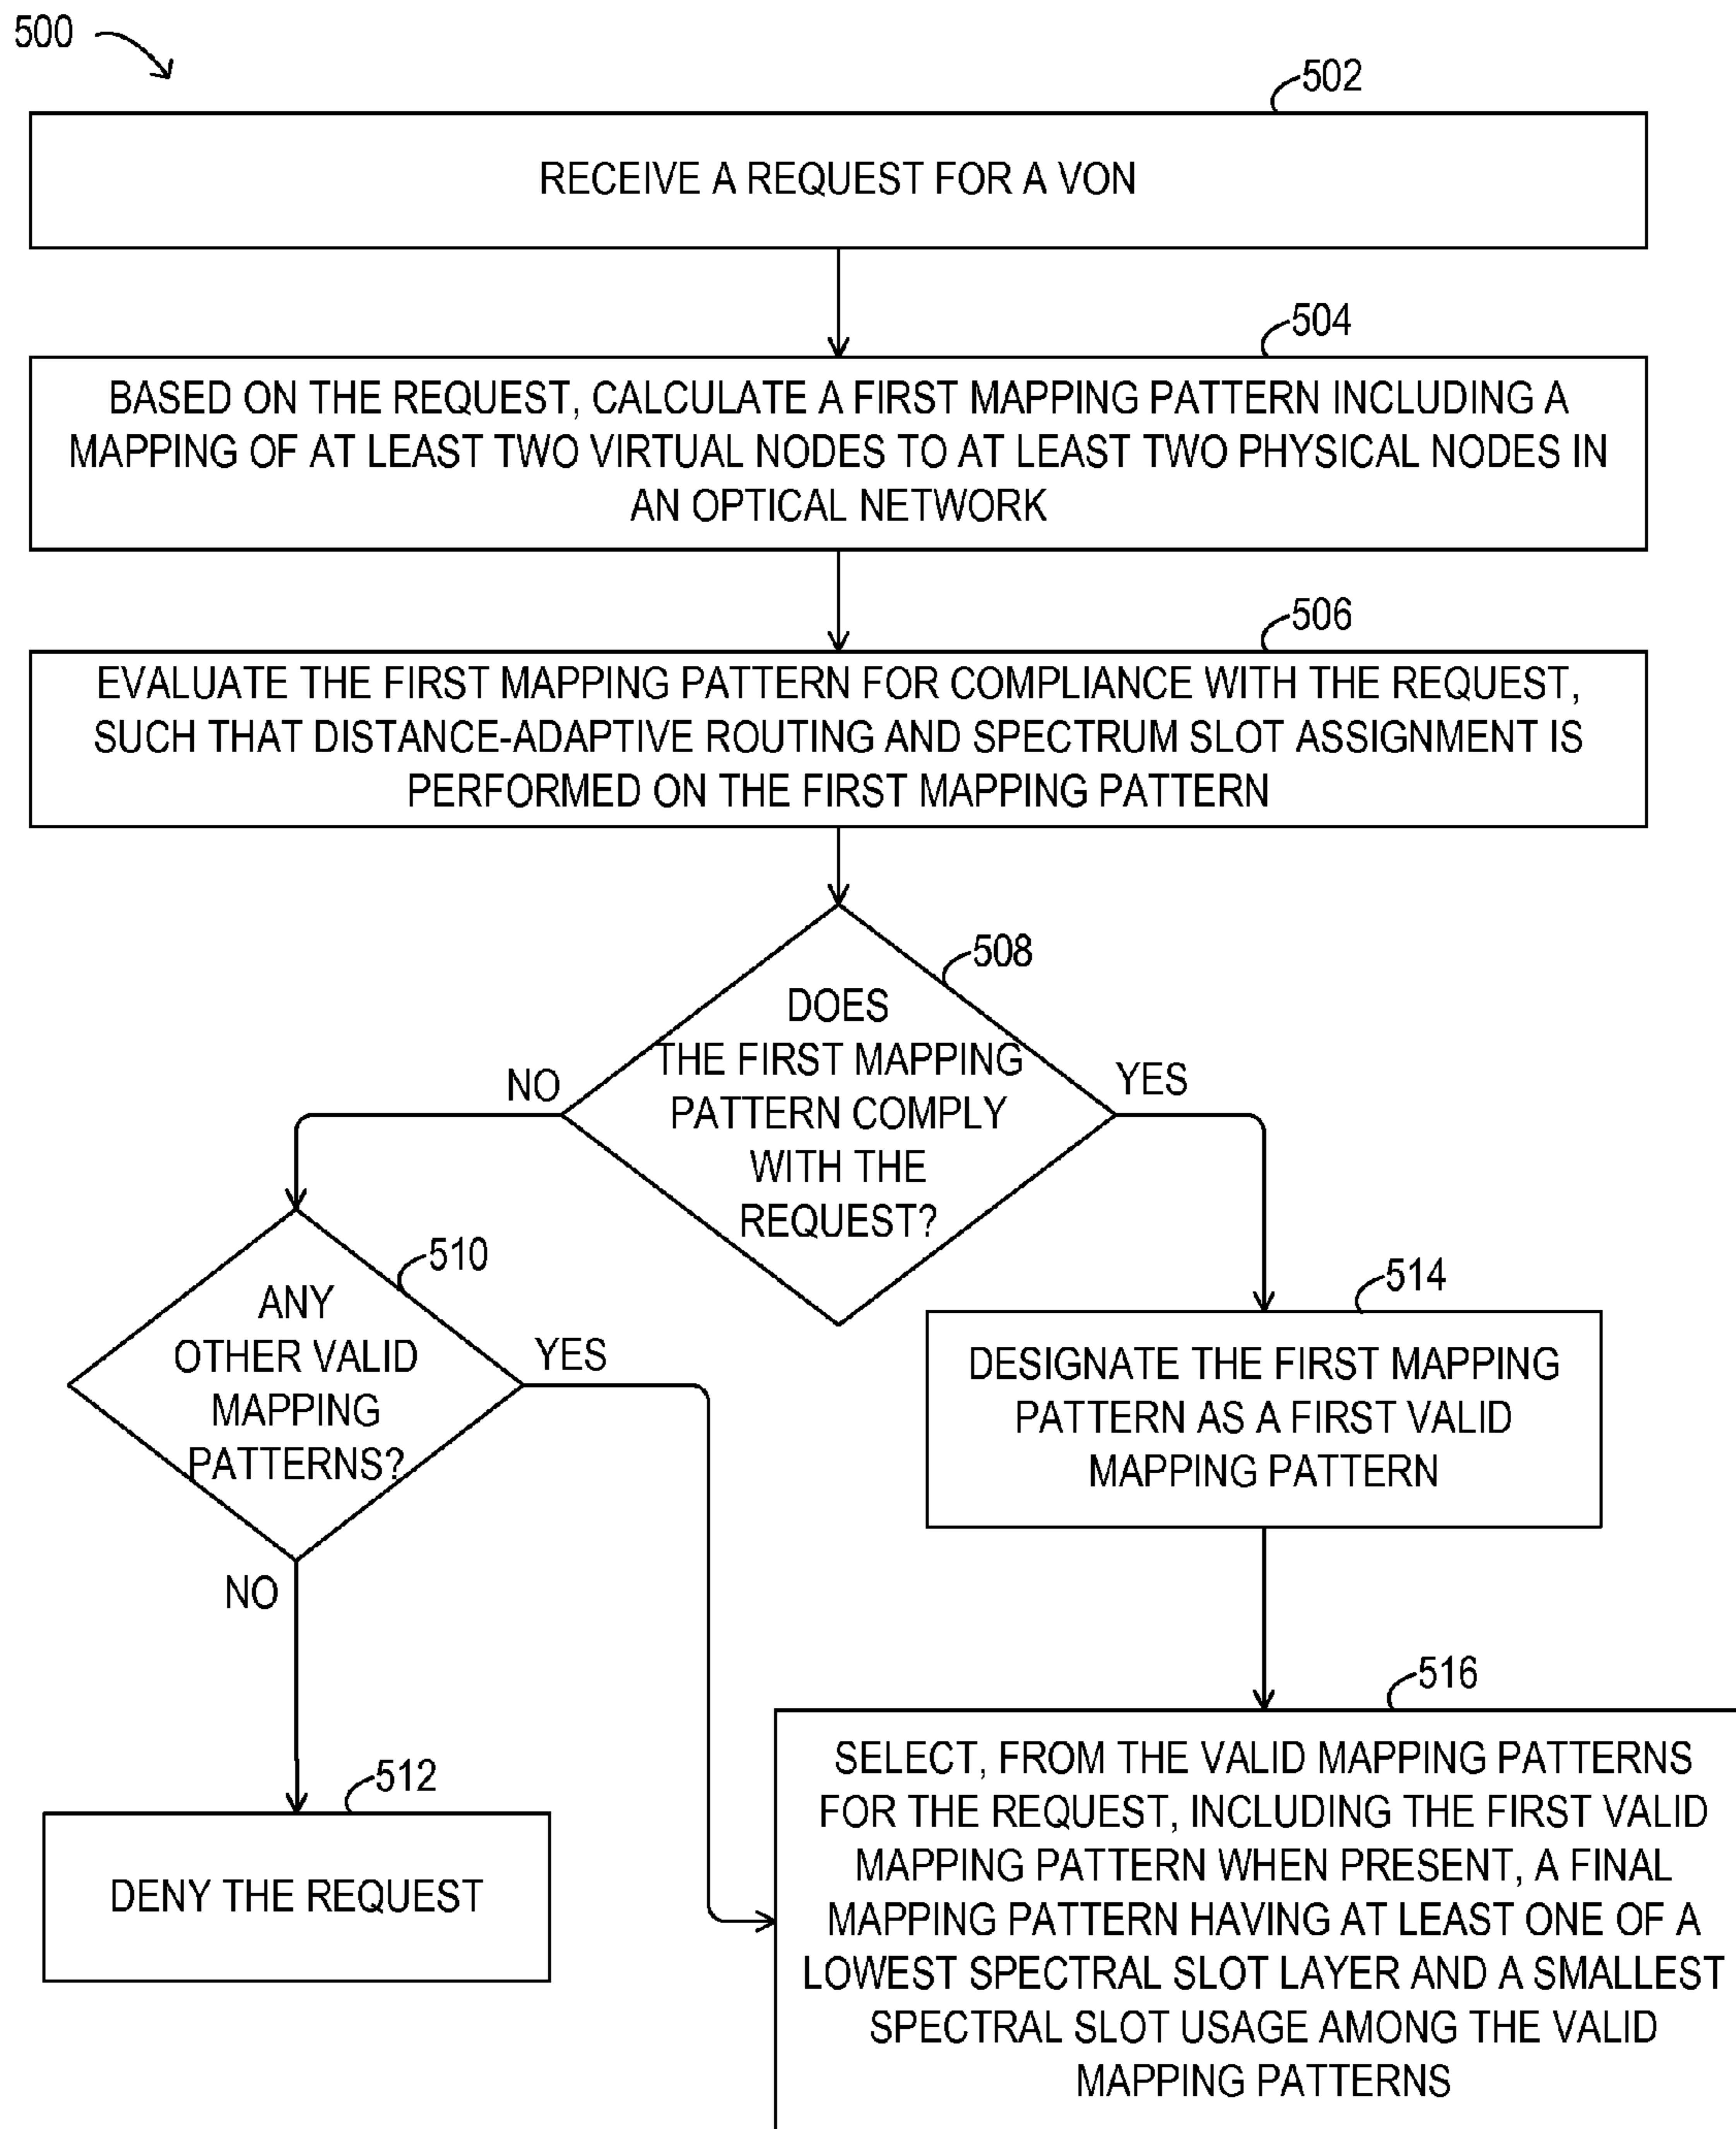 500
502
RECEIVE A REQUEST FOR A VON
504
BASED ON THE REQUEST, CALCULATE A FIRST MAPPING PATTERN INCLUDING A
MAPPING OF AT LEAST TWO VIRTUAL NODES TO AT LEAST TWO PHYSICAL NODES IN
AN OPTICAL NETWORK
506
EVALUATE THE FIRST MAPPING PATTERN FOR COMPLIANCE WITH THE REQUEST,
SUCH THAT DISTANCE-ADAPTIVE ROUTING AND SPECTRUM SLOT ASSIGNMENT IS
PERFORMED ON THE FIRST MAPPING PATTERN
508
DOES
THE FIRST MAPPING
PATTERN COMPLY
WITH THE
REQUEST?
NO
YES
510
ANY
OTHER VALID
MAPPING
PATTERNS?
YES
NO
514
DESIGNATE THE FIRST MAPPING
PATTERN AS A FIRST VALID
MAPPING PATTERN
512
DENY THE REQUEST
516
SELECT, FROM THE VALID MAPPING PATTERNS
FOR THE REQUEST, INCLUDING THE FIRST VALID
MAPPING PATTERN WHEN PRESENT, A FINAL
MAPPING PATTERN HAVING AT LEAST ONE OF A
LOWEST SPECTRAL SLOT LAYER AND A SMALLEST
SPECTRAL SLOT USAGE AMONG THE VALID
MAPPING PATTERNS